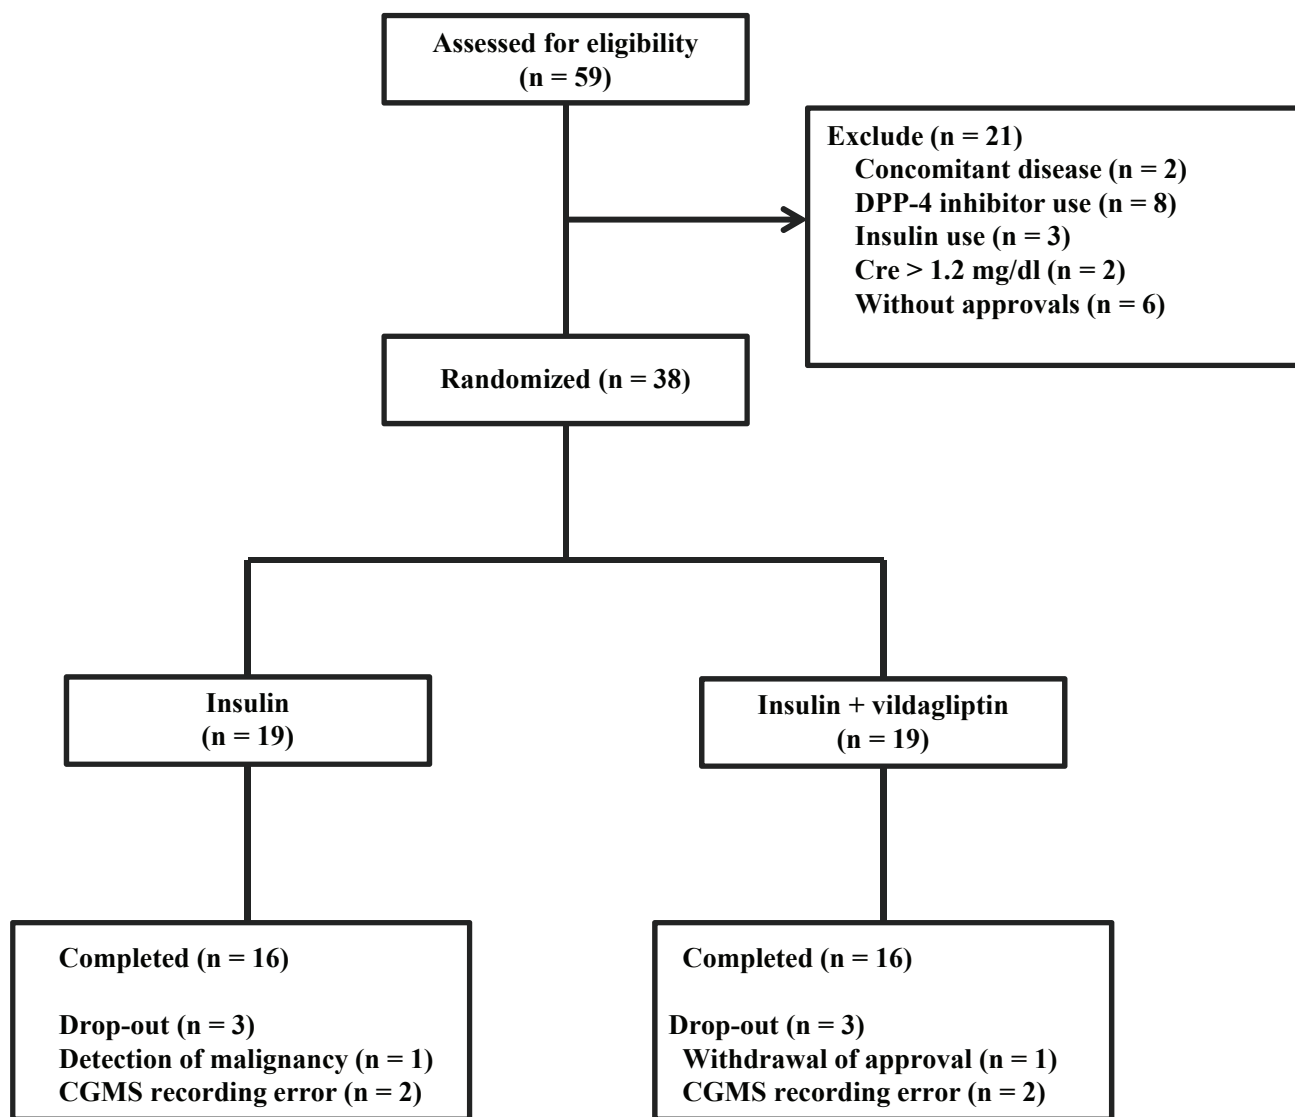 Assessed for eligibility
(n = 59)
Exclude (n = 21)
Concomitant disease (n = 2)
DPP-4 inhibitor use (n = 8)
Insulin use (n = 3)
Cre > 1.2 mg/dl (n = 2)
Without approvals (n = 6)
Randomized (n = 38)
Insulin
(n = 19)
Insulin + vildagliptin
(n = 19)
Completed (n = 16)
Drop-out (n = 3)
Detection of malignancy (n = 1)
CGMS recording error (n = 2)
Completed (n = 16)
Drop-out (n = 3)
Withdrawal of approval (n = 1)
CGMS recording error (n = 2)